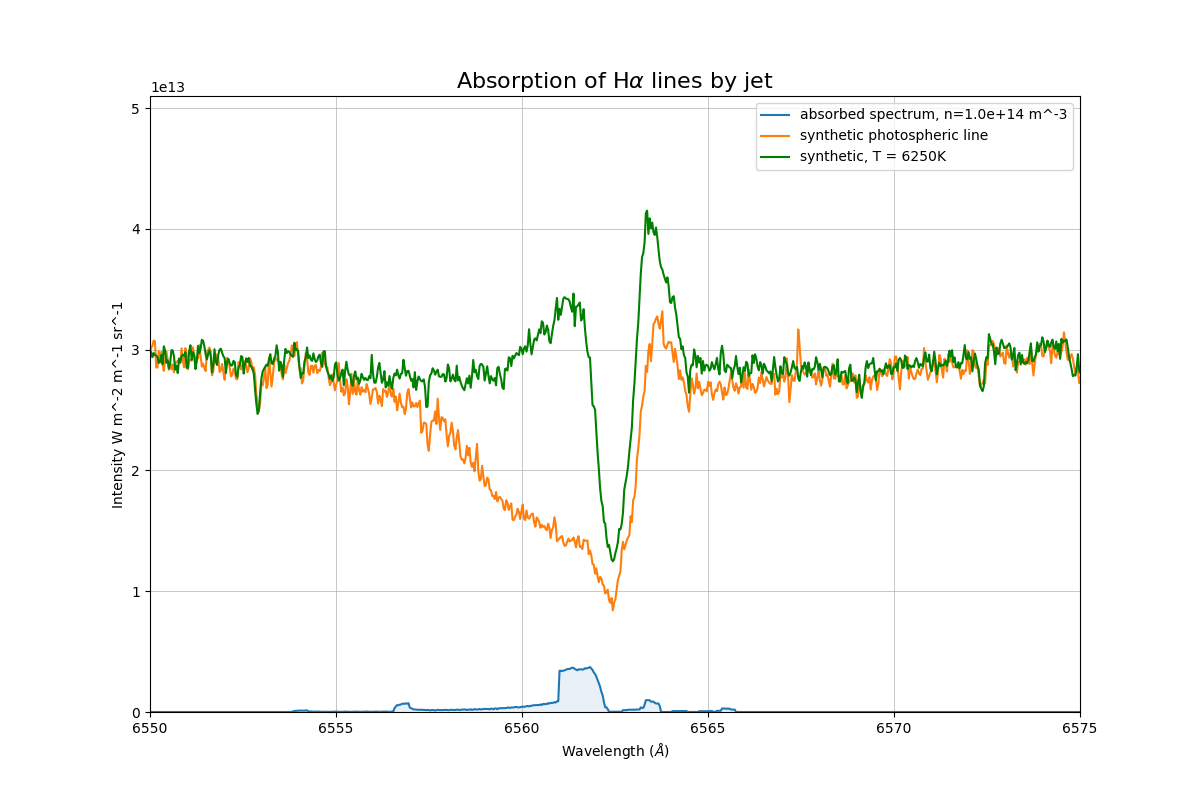 Absorption of Hα lines by jet
1e13
absorbed spectrum, n=1.0e+14 m^-3
synthetic photospheric line
synthetic, T = 6250K
5
4
3
2
1
0
Intensity W m^-2 m^-1 sr^-1
6550 6555 6560 6565 6570 6575
Wavelength (Å)